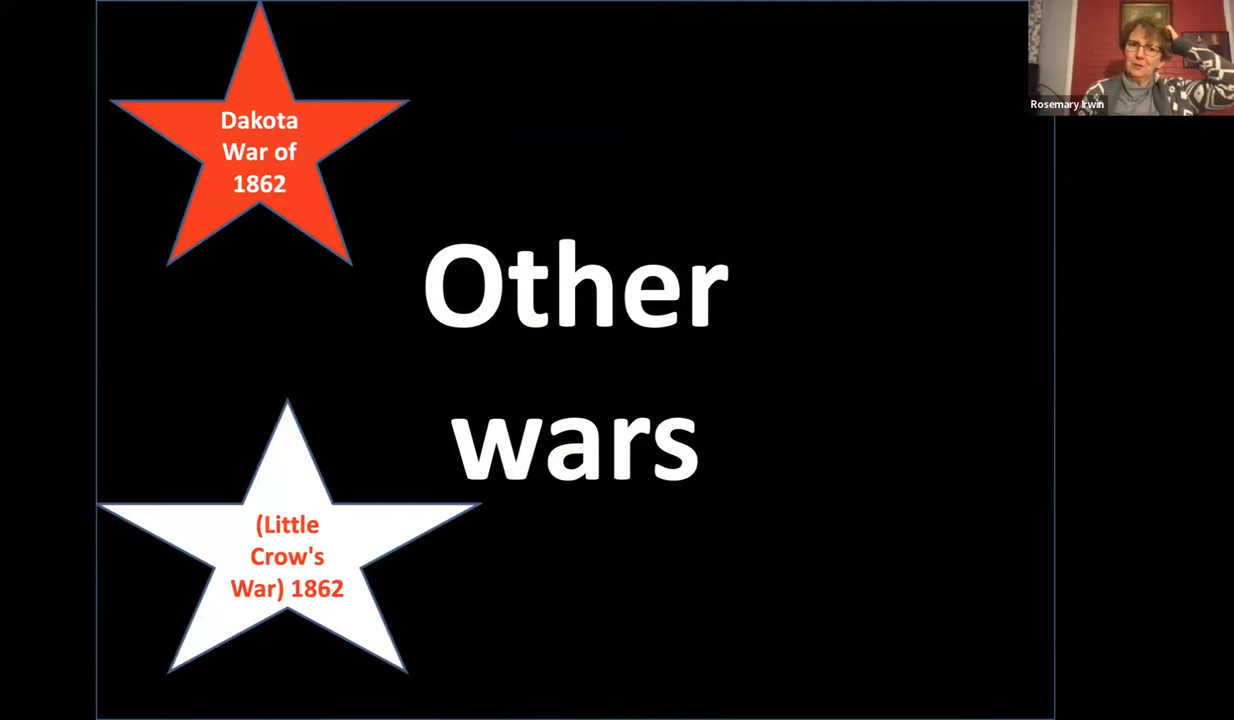 Dakota
War of
1862
Rosemary Irwin
Other
wars
(Little
Crow's
War) 1862